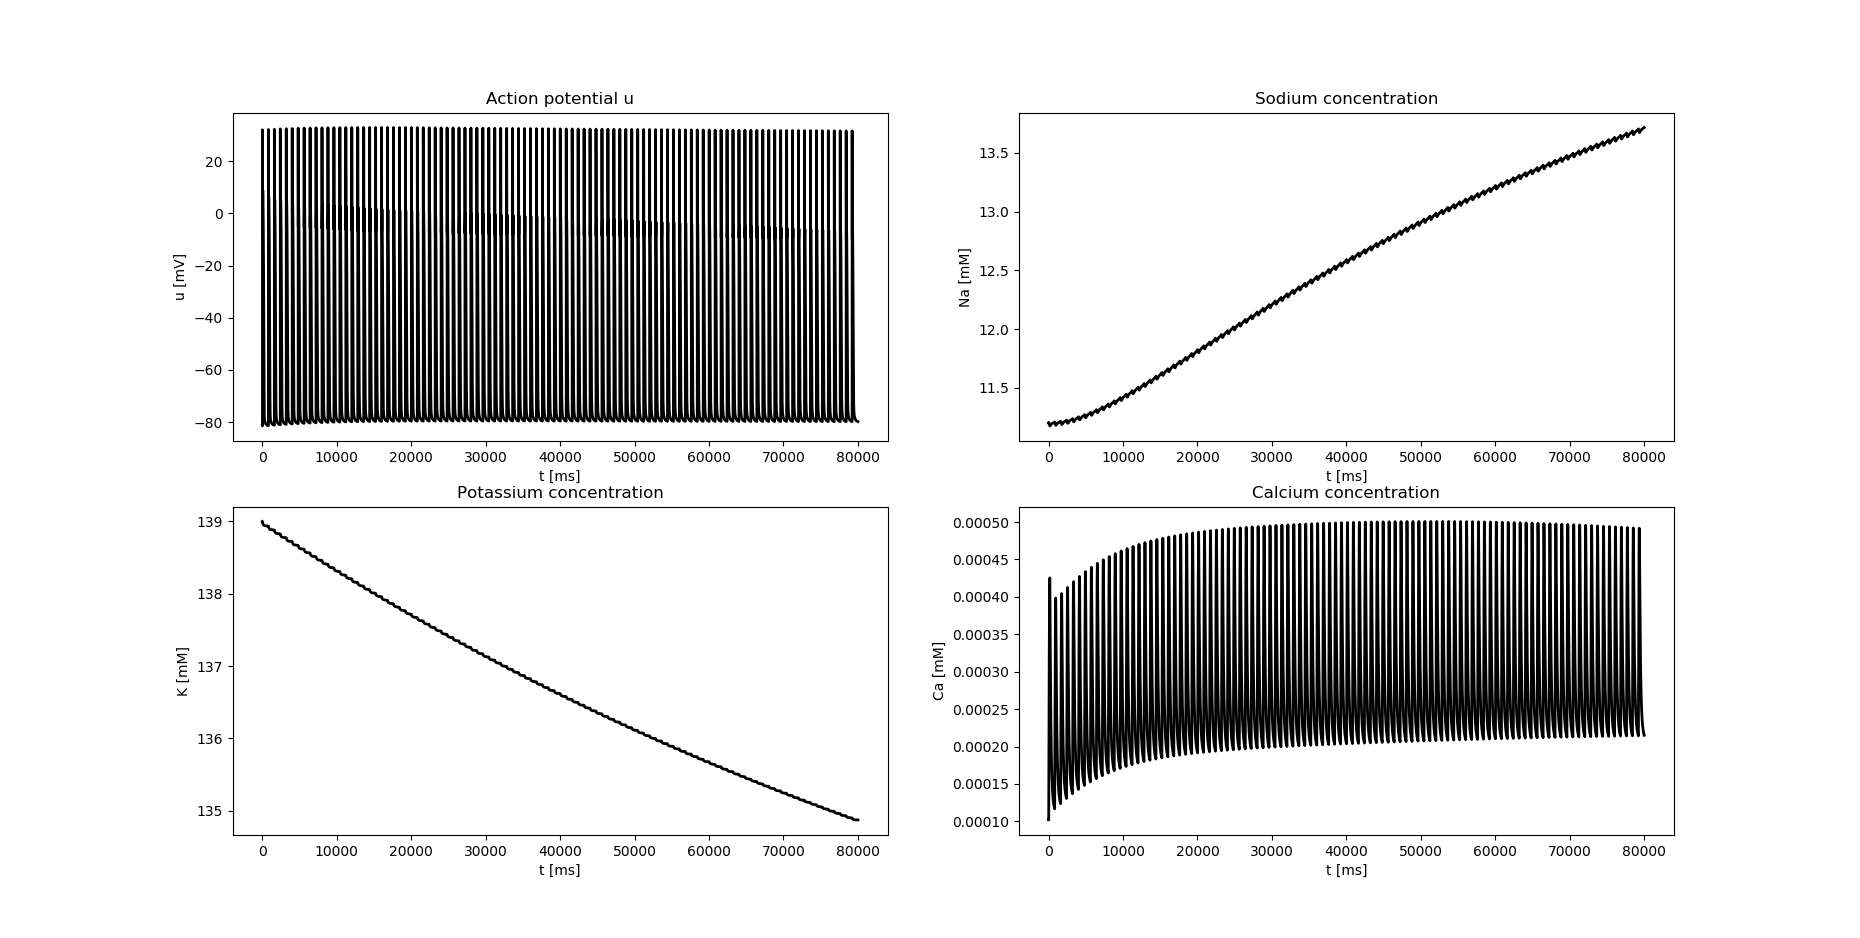 Action potential u
20
0
−20
−40
−60
−80
u [mV]
0 10000 20000 30000 40000 50000 60000 70000 80000
t [ms]
Sodium concentration
13.5
13.0
12.5
12.0
11.5
Na [mM]
0 10000 20000 30000 40000 50000 60000 70000 80000
t [ms]
Potassium concentration
139
138
137
136
135
K [mM]
0 10000 20000 30000 40000 50000 60000 70000 80000
t [ms]
Calcium concentration
0.00050
0.00045
0.00040
0.00035
0.00030
0.00025
0.00020
0.00015
0.00010
Ca [mM]
0 10000 20000 30000 40000 50000 60000 70000 80000
t [ms]